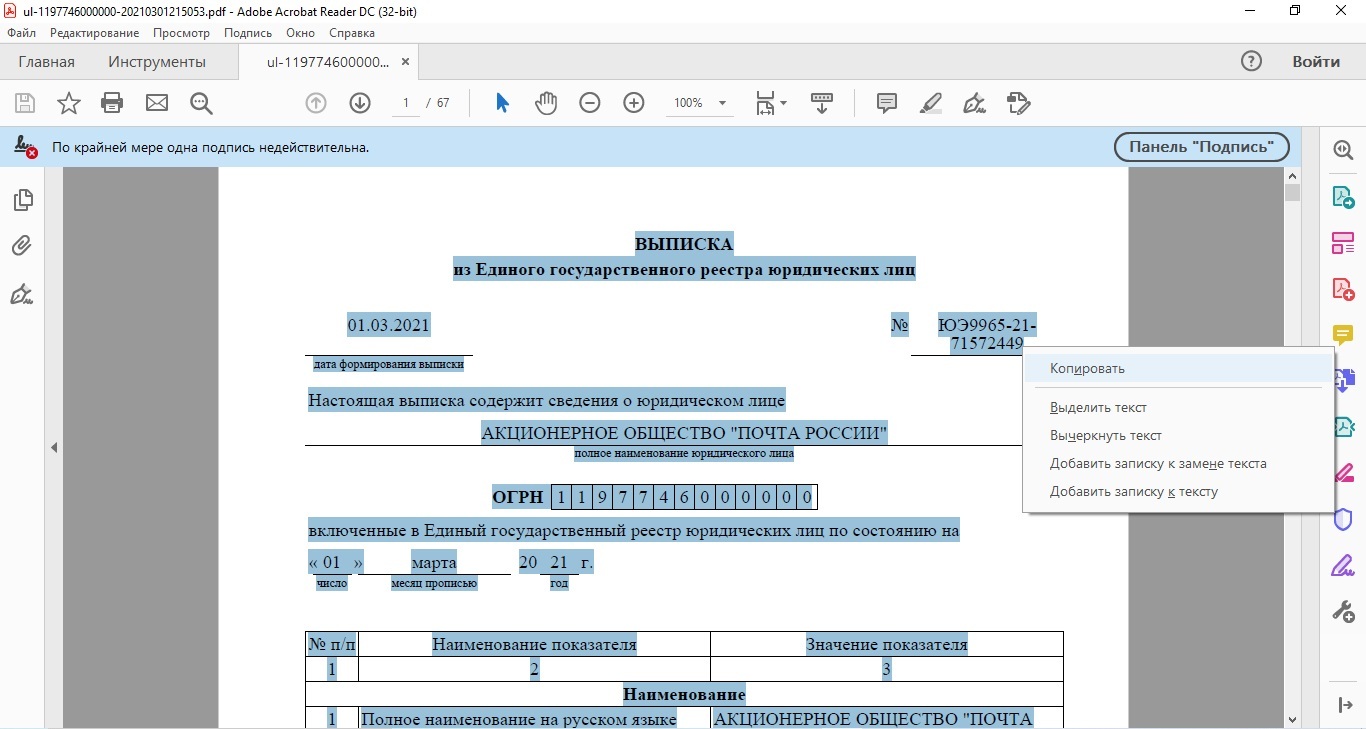 ul-1197746000000-20210301215053.pdf - Adobe Acrobat Reader DC (32-bit)
Файл Редактирование Просмотр Подпись Окно Справка
Главная Инструменты ul-119774600000... × ? Войти
1 / 67 100%
По крайней мере одна подпись недействительна. Панель "Подпись"
ВЫПИСКА
из Единого государственного реестра юридических лиц
01.03.2021 № ЮЭ9965-21-
71572449
дата формирования выписки
Настоящая выписка содержит сведения о юридическом лице
АКЦИОНЕРНОЕ ОБЩЕСТВО "ПОЧТА РОССИИ"
полное наименование юридического лица
ОГРН 1 1 9 7 7 4 6 0 0 0 0 0 0
включенные в Единый государственный реестр юридических лиц по состоянию на
« 01 » марта 20 21 г.
число месяц прописью год
№ п/п Наименование показателя Значение показателя
1 2 3
Наименование
1 Полное наименование на русском языке АКЦИОНЕРНОЕ ОБЩЕСТВО "ПОЧТА
Копировать
Выделить текст
Вычеркнуть текст
Добавить записку к замене текста
Добавить записку к тексту